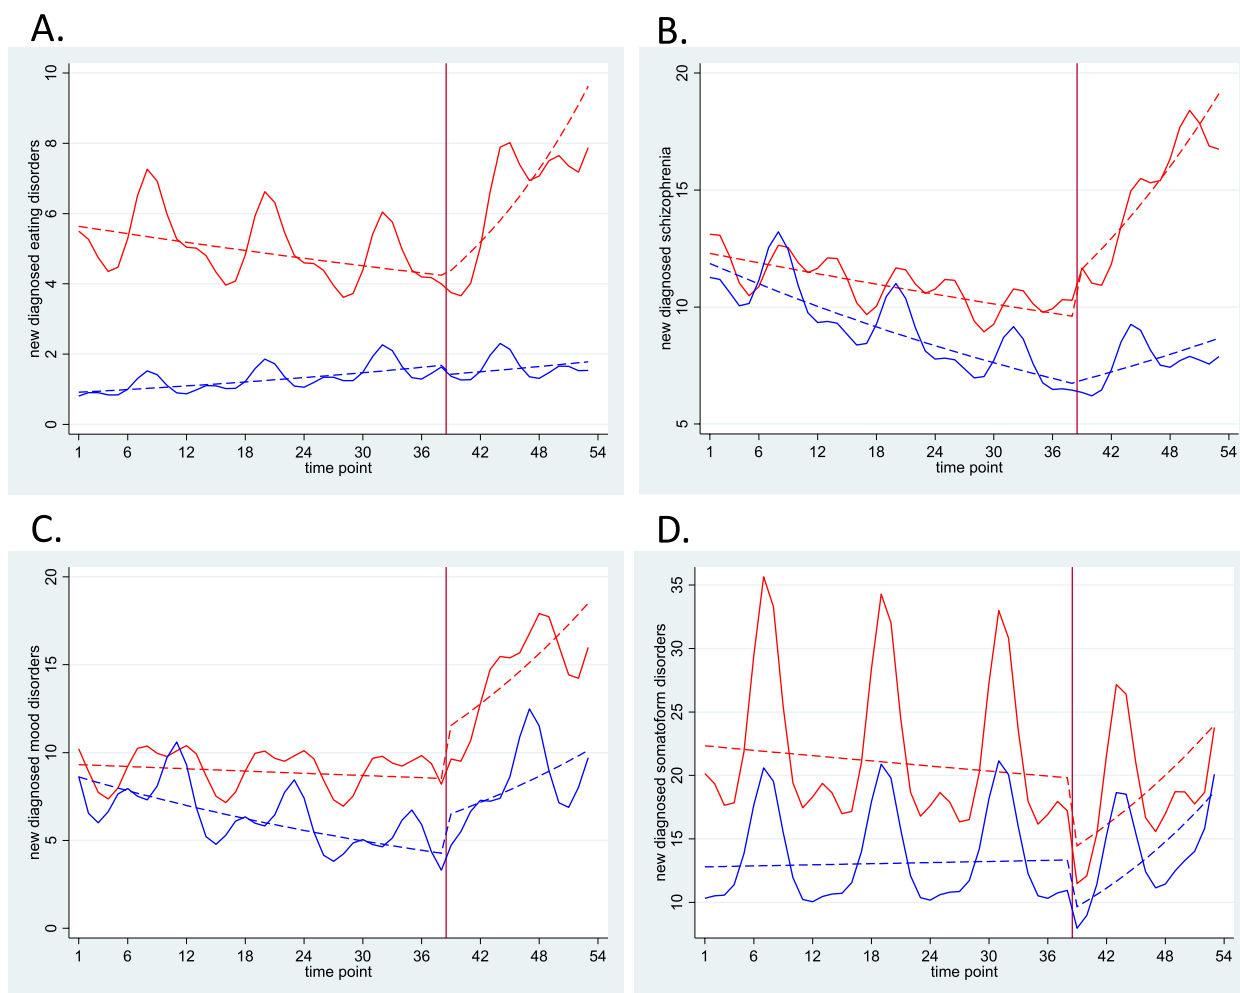 A.
new diagnosed eating disorders
10
8
6
4
2
0
1 6 12 18 24 30 36 42 48 54
time point
B.
new diagnosed schizophrenia
20
15
10
5
1 6 12 18 24 30 36 42 48 54
time point
C.
new diagnosed mood disorders
20
15
10
5
0
1 6 12 18 24 30 36 42 48 54
time point
D.
new diagnosed somatoform disorders
35
30
25
20
15
10
1 6 12 18 24 30 36 42 48 54
time point